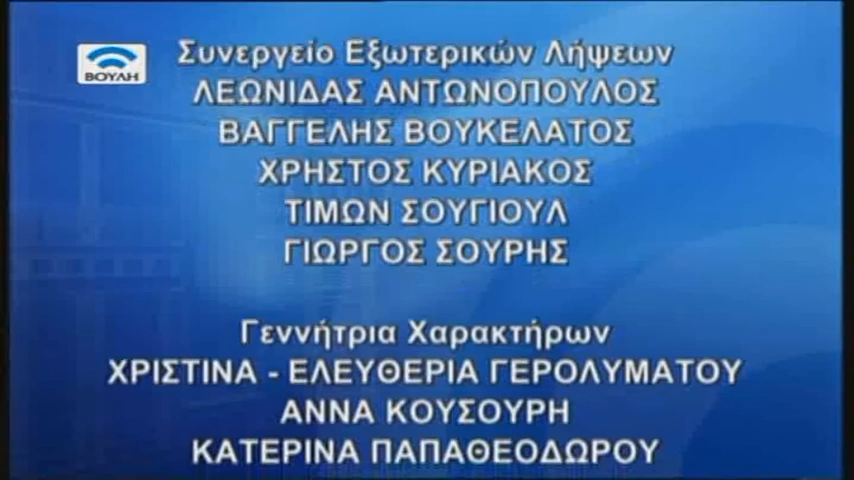 ΒΟΥΛΗ
Συνεργείο Εξωτερικών Λήψεων
ΛΕΩΝΙΔΑΣ ΑΝΤΩΝΟΠΟΥΛΟΣ
ΒΑΓΓΕΛΗΣ ΒΟΥΚΕΛΑΤΟΣ
ΧΡΗΣΤΟΣ ΚΥΡΙΑΚΟΣ
ΤΙΜΩΝ ΣΟΥΓΙΟΥΛ
ΓΙΩΡΓΟΣ ΣΟΥΡΗΣ
Γεννήτρια Χαρακτήρων
ΧΡΙΣΤΙΝΑ - ΕΛΕΥΘΕΡΙΑ ΓΕΡΟΛΥΜΑΤΟΥ
ΑΝΝΑ ΚΟΥΣΟΥΡΗ
ΚΑΤΕΡΙΝΑ ΠΑΠΑΘΕΟΔΩΡΟΥ